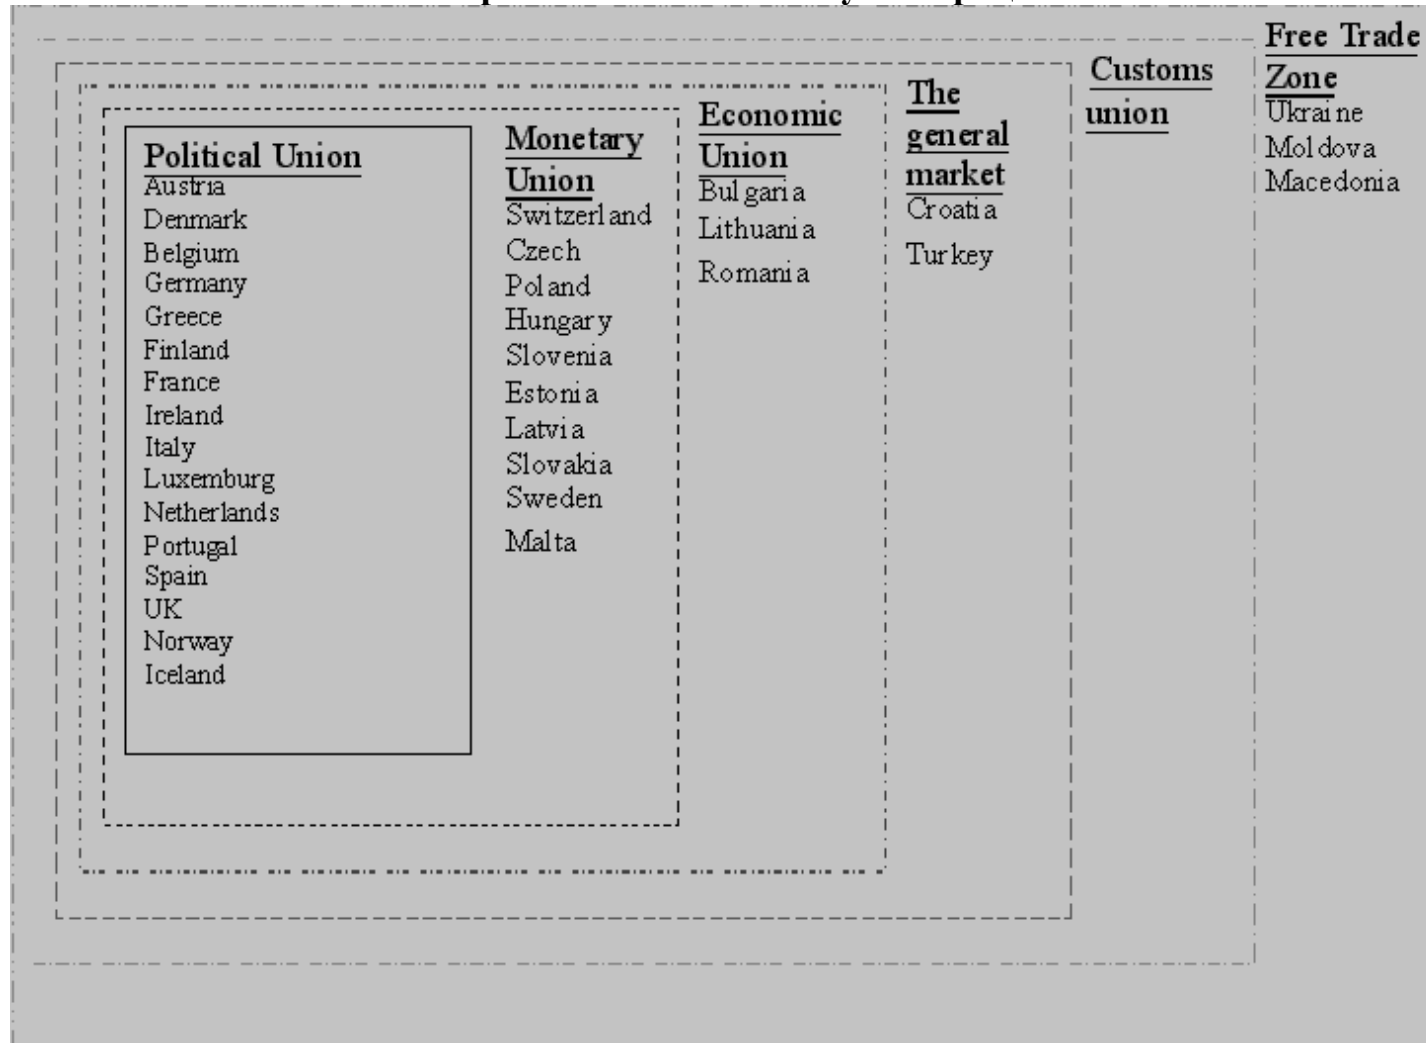 Political Union
Austria
Denmark
Belgium
Germany
Greece
Finland
France
Ireland
Italy
Luxemburg
Netherlands
Portugal
Spain
UK
Norway
Iceland
Monetary
Union
Switzerland
Czech
Poland
Hungary
Slovenia
Estonia
Latvia
Slovakia
Sweden
Malta
Economic
Union
Bulgaria
Lithuania
Romania
The
general
market
Croatia
Turkey
Customs
union
Free Trade
Zone
Ukraine
Moldova
Macedonia